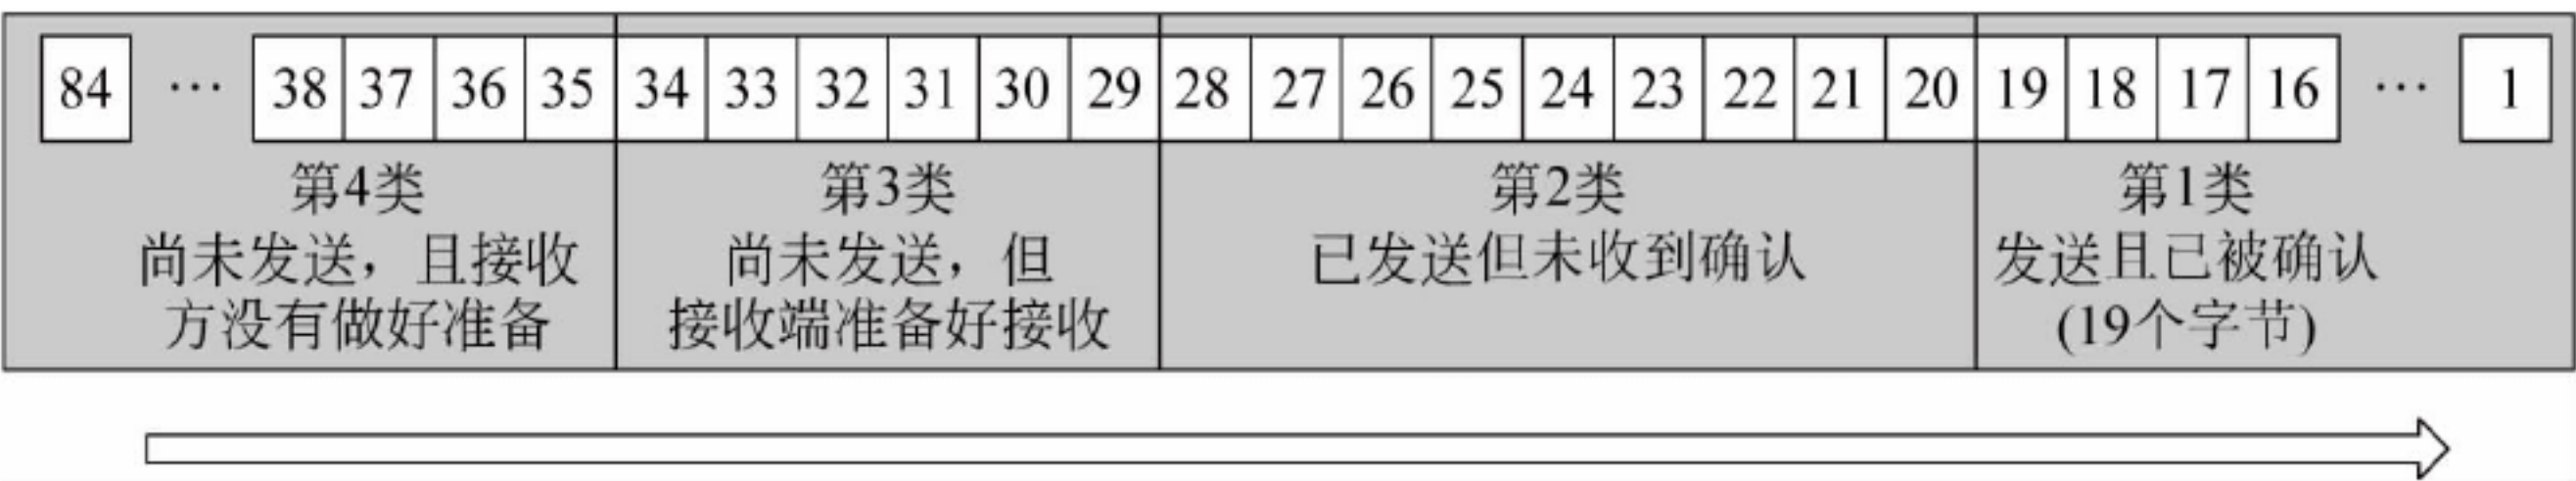 84 … 38 37 36 35 34 33 32 31 30 29 28 27 26 25 24 23 22 21 20 19 18 17 16 … 1
第4类
尚未发送，且接收
方没有做好准备
第3类
尚未发送，但
接收端准备好接收
第2类
已发送但未收到确认
第1类
发送且已被确认
(19个字节)